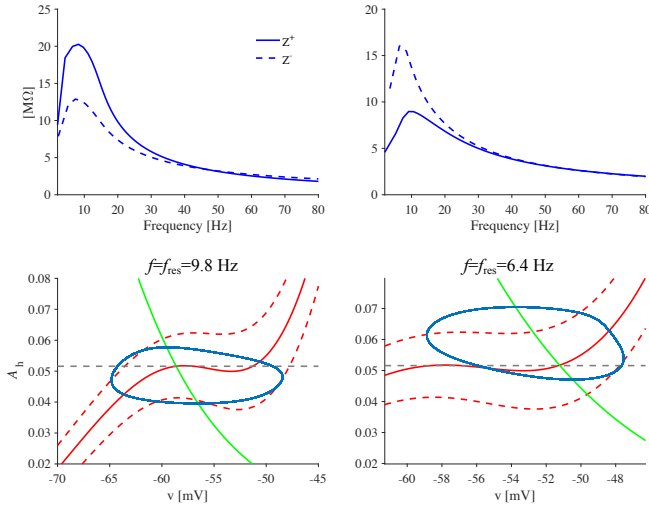 25
20
15
10
5
0
[MΩ]
10 20 30 40 50 60 70 80
Frequency [Hz]
Z+
Z-
20
15
10
5
0
10 20 30 40 50 60 70 80
Frequency [Hz]
f=fres=9.8 Hz
0.08
0.07
0.06
0.05
0.04
0.03
0.02
A h
-70 -65 -60 -55 -50 -45
v [mV]
f=fres=6.4 Hz
0.07
0.06
0.05
0.04
0.03
0.02
-60 -58 -56 -54 -52 -50 -48
v [mV]